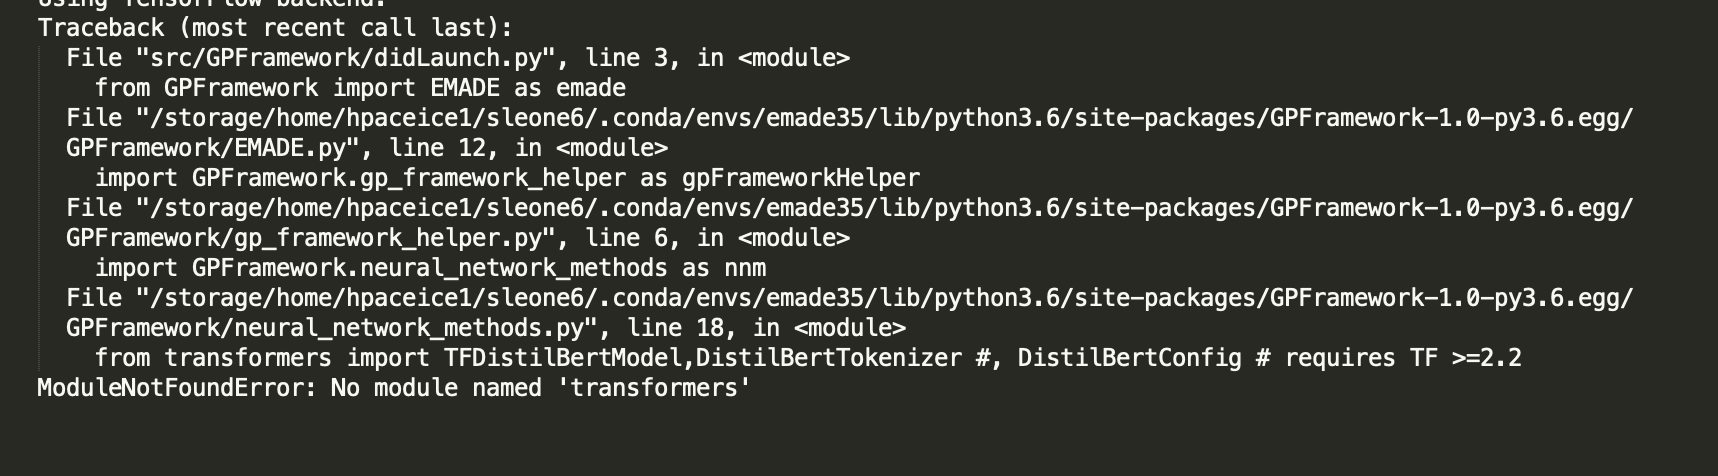 Using TensorFlow backend.
Traceback (most recent call last):
File "src/GPFramework/didLaunch.py", line 3, in <module>
from GPFramework import EMADE as emade
File "/storage/home/hpaceice1/sleone6/.conda/envs/emade35/lib/python3.6/site-packages/GPFramework-1.0-py3.6.egg/
GPFramework/EMADE.py", line 12, in <module>
import GPFramework.gp_framework_helper as gpFrameworkHelper
File "/storage/home/hpaceice1/sleone6/.conda/envs/emade35/lib/python3.6/site-packages/GPFramework-1.0-py3.6.egg/
GPFramework/gp_framework_helper.py", line 6, in <module>
import GPFramework.neural_network_methods as nnm
File "/storage/home/hpaceice1/sleone6/.conda/envs/emade35/lib/python3.6/site-packages/GPFramework-1.0-py3.6.egg/
GPFramework/neural_network_methods.py", line 18, in <module>
from transformers import TFDistilBertModel,DistilBertTokenizer #, DistilBertConfig # requires TF >=2.2
ModuleNotFoundError: No module named 'transformers'